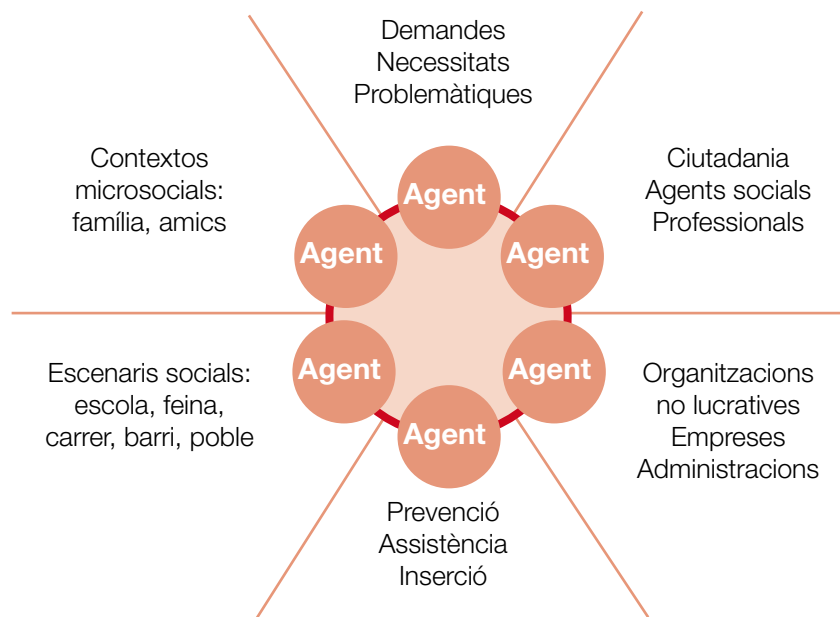 Demandes
Necessitats
Problemàtiques
Contextos
microsocials:
família, amics
Ciutadania
Agents socials
Professionals
Agent
Agent
Agent
Agent
Agent
Agent
Escenaris socials:
escola, feina,
carrer, barri, poble
Organitzacions
no lucratives
Empreses
Administracions
Prevenció
Assistència
Inserció